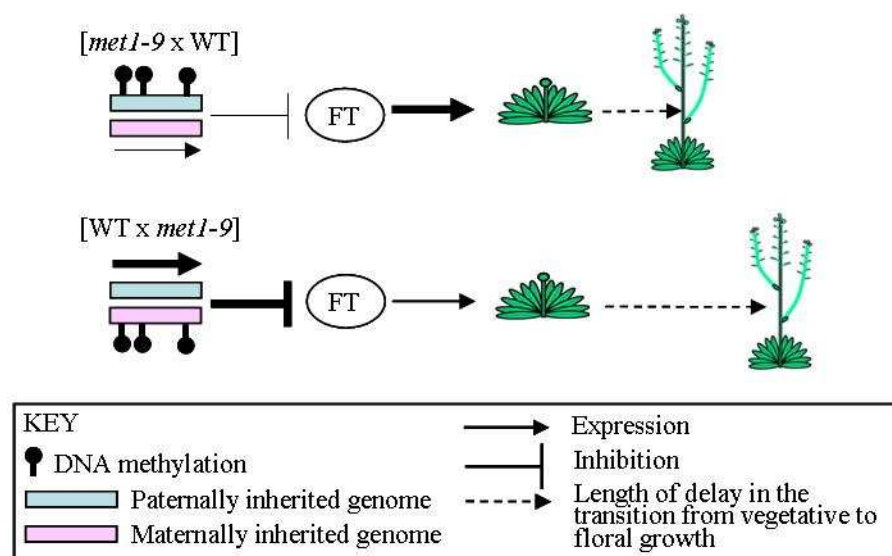 [met1-9 x WT]
FT
[WT x met1-9]
FT
KEY
DNA methylation
Paternally inherited genome
Maternally inherited genome
Expression
Inhibition
Length of delay in the
transition from vegetative to
floral growth